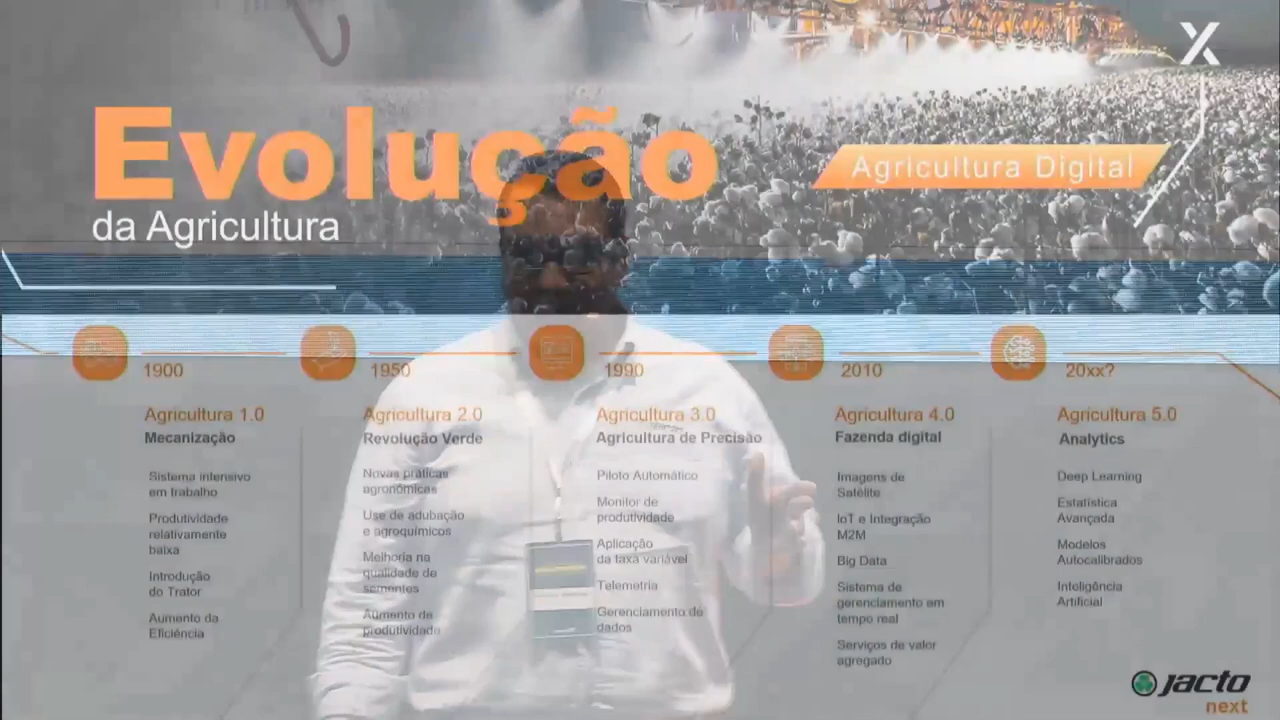 Evolução
da Agricultura
Agricultura Digital
1900
Agricultura 1.0
Mecanização
Sistema intensivo
em trabalho
Produtividade
relativamente
baixa
Introdução
do Trator
Aumento da
Eficiência
1950
Agricultura 2.0
Revolução Verde
Novas práticas
agronômicas
Use de adubação
e agroquímicos
Melhoria na
qualidade de
sementes
Aumento de
produtividade
1990
Agricultura 3.0
Agricultura de Precisão
Piloto Automático
Monitor de
produtividade
Aplicação
da taxa variável
Telemetria
Gerenciamento de
dados
2010
Agricultura 4.0
Fazenda digital
Imagens de
Satélite
IoT e Integração
M2M
Big Data
Sistema de
gerenciamento em
tempo real
Serviços de valor
agregado
20xx?
Agricultura 5.0
Analytics
Deep Learning
Estatística
Avançada
Modelos
Autocalibrados
Inteligência
Artificial
jacto
next